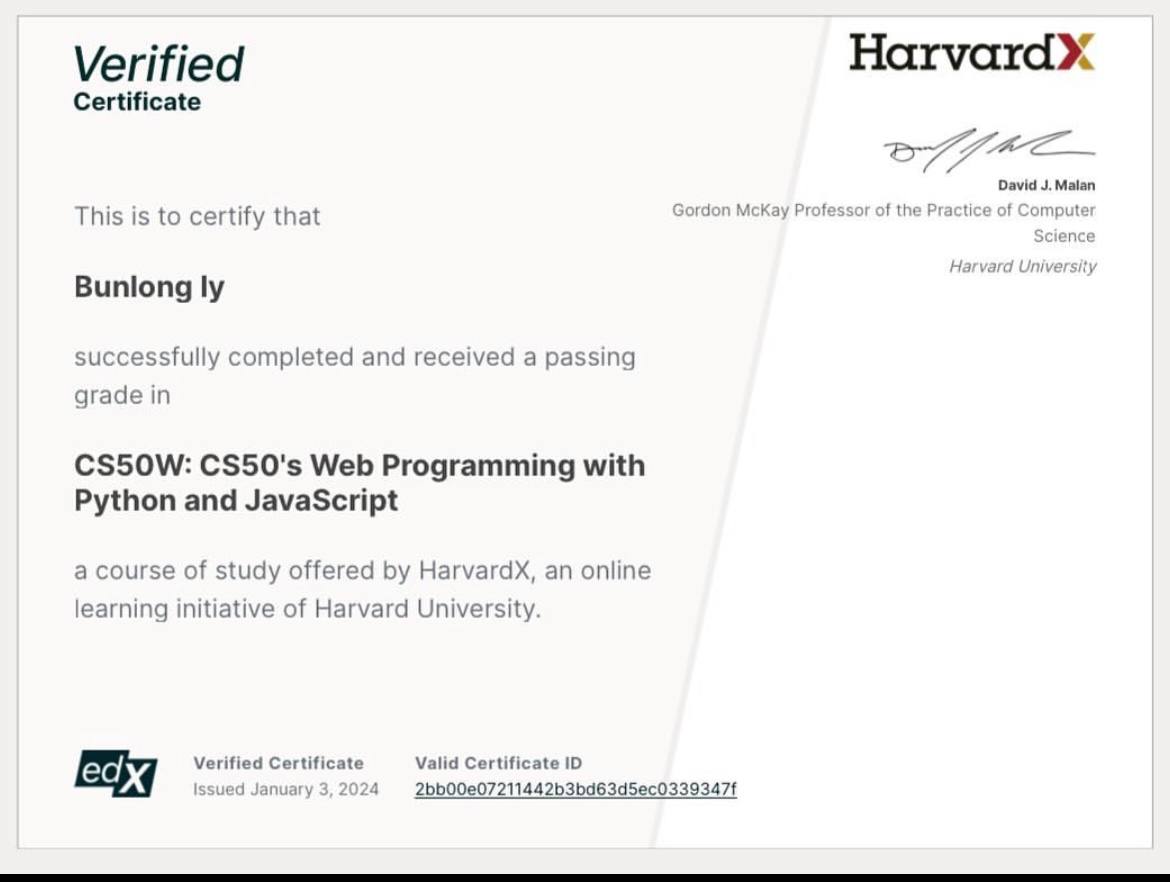 Verified
Certificate
HarvardX
David J. Malan
Gordon McKay Professor of the Practice of Computer
Science
Harvard University
This is to certify that
Bunlong ly
successfully completed and received a passing
grade in
CS50W: CS50's Web Programming with
Python and JavaScript
a course of study offered by HarvardX, an online
learning initiative of Harvard University.
edX
Verified Certificate
Issued January 3, 2024
Valid Certificate ID
2bb00e07211442b3bd63d5ec0339347f